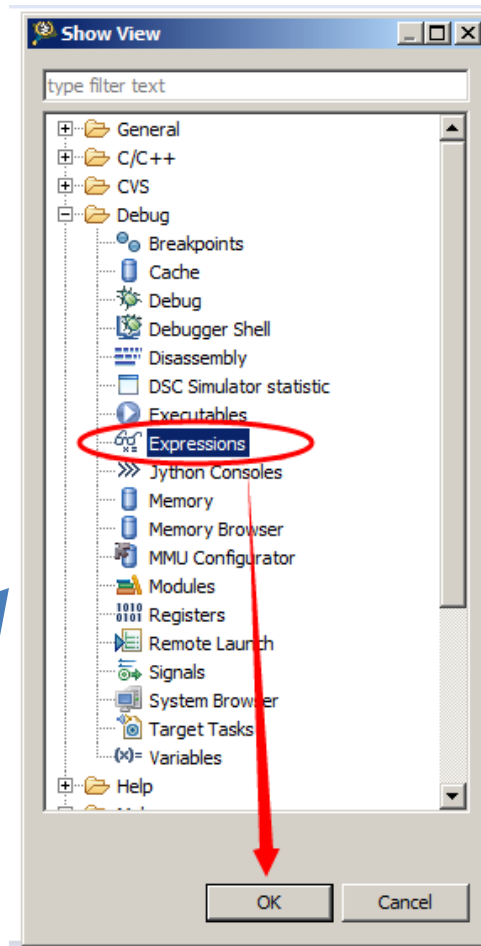 Show View
type filter text
General
C/C++
CVS
Debug
Breakpoints
Cache
Debug
Debugger Shell
Disassembly
DSC Simulator statistic
Executables
Expressions
Jython Consoles
Memory
Memory Browser
MMU Configurator
Modules
Registers
Remote Launch
Signals
System Browser
Target Tasks
Variables
Help
OK Cancel